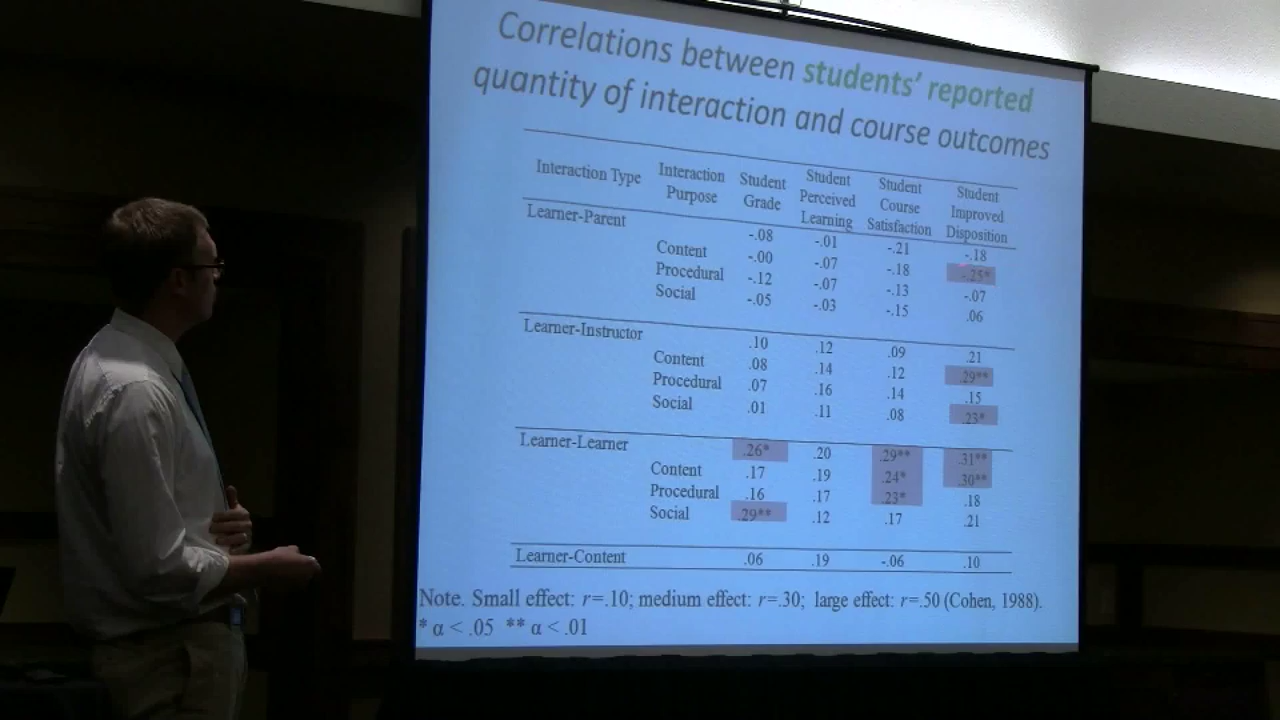 Correlations between students' reported
quantity of interaction and course outcomes
Interaction Type Interaction Purpose Student Grade Student Perceived Learning Student Course Satisfaction Student Improved Disposition
Learner-Parent -.08 -.01 -.21 -.18
Content -.00 -.07 -.18 -.25*
Procedural -.12 -.07 -.13 -.07
Social -.05 -.03 -.15 .06
Learner-Instructor .10 .12 .09 .21
Content .08 .14 .12 .29**
Procedural .07 .16 .14 .15
Social .01 .11 .08 .23*
Learner-Learner .26* .20 .29** .31**
Content .17 .19 .24* .30**
Procedural .16 .17 .23* .18
Social .29** .12 .17 .21
Learner-Content .06 .19 -.06 .10
Note. Small effect: r=.10; medium effect: r=.30; large effect: r=.50 (Cohen, 1988).
* α < .05 ** α < .01